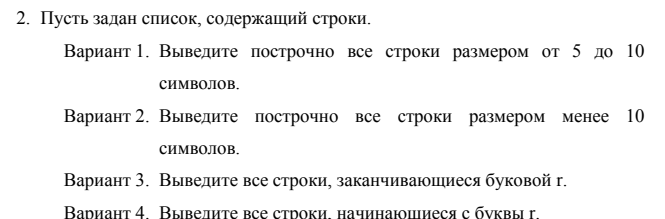 2. Пусть задан список, содержащий строки.
Вариант 1. Выведите построчно все строки размером от 5 до 10
символов.
Вариант 2. Выведите построчно все строки размером менее 10
символов.
Вариант 3. Выведите все строки, заканчивающиеся буковой r.
Вариант 4. Выведите все строки, начинающиеся с буквы r.